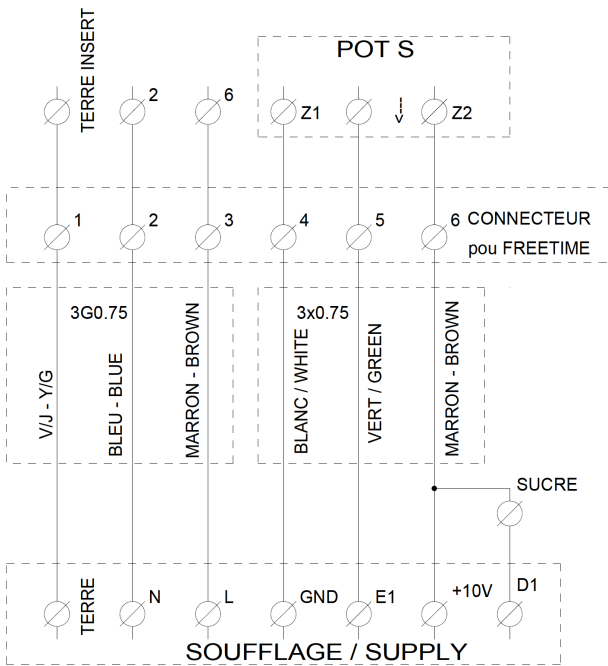 POT S
TERRE INSERT
2
6
Z1
Z2
1
2
3
4
5
6
CONNECTEUR
pou FREETIME
3G0.75
3x0.75
V/J - Y/G
BLEU - BLUE
MARRON - BROWN
BLANC / WHITE
VERT / GREEN
MARRON - BROWN
SUCRE
TERRE
N
L
GND
E1
+10V
D1
SOUFFLAGE / SUPPLY